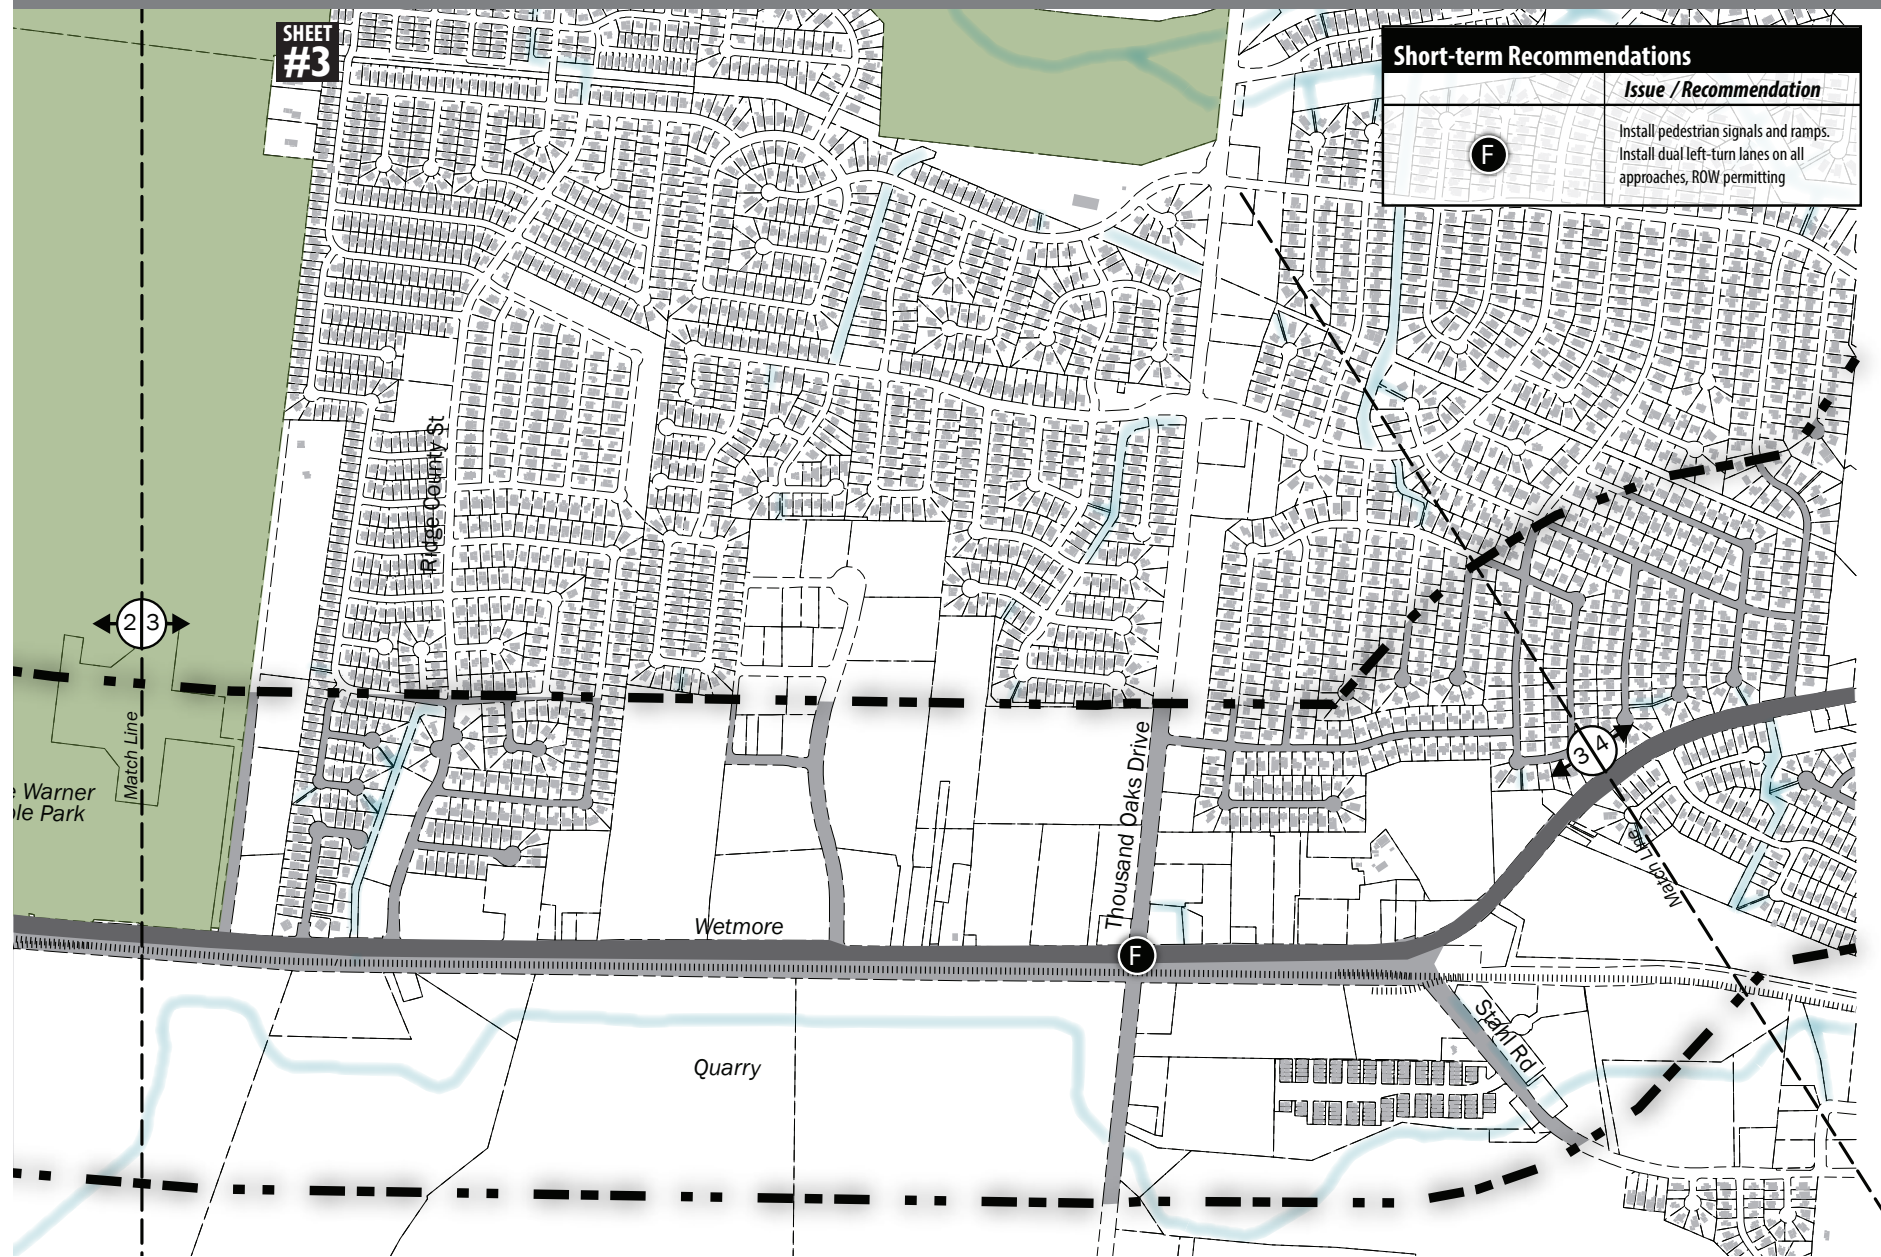 SHEET
#3
Short-term Recommendations
Issue / Recommendation
F
Install pedestrian signals and ramps.
Install dual left-turn lanes on all
approaches, ROW permitting
Ridge County St
2 3
Match Line
e Warner
ole Park
Thousand Oaks Drive
3 4
Match Line
Wetmore
F
Stahl Rd
Quarry